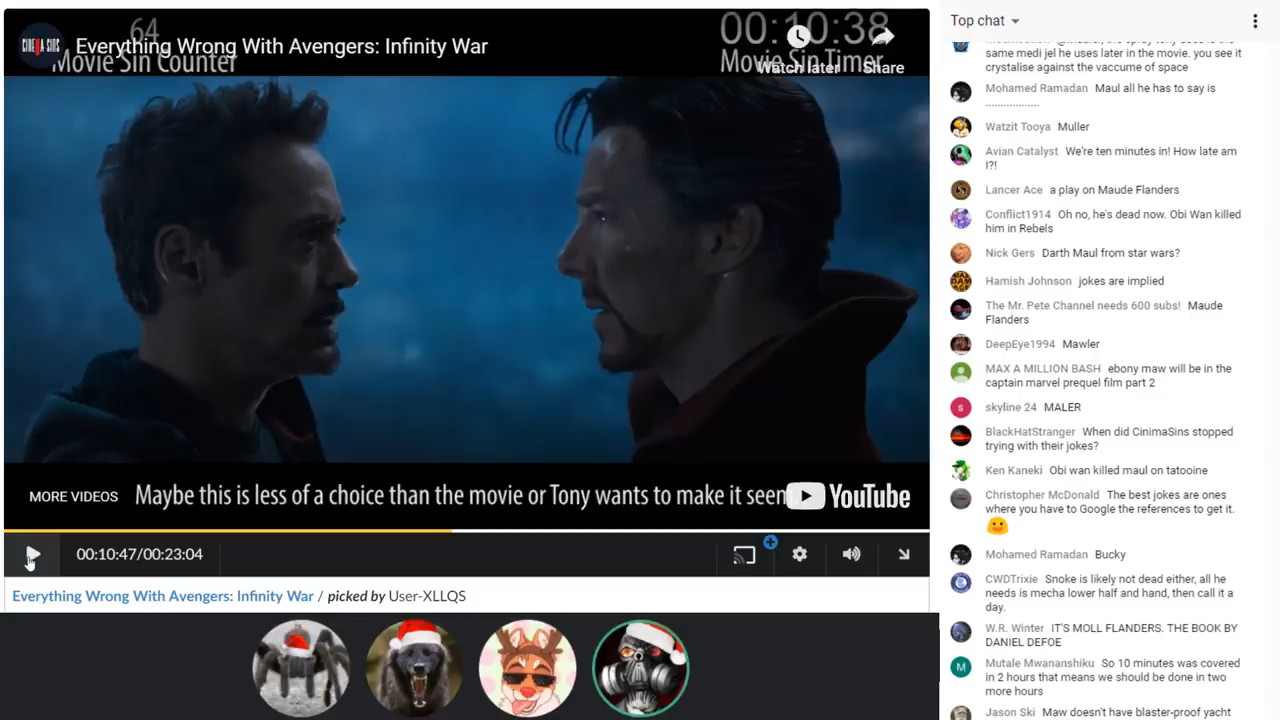 CINEMA SINS
64
Everything Wrong With Avengers: Infinity War
Movie Sin Counter
00:10:38
Movie Sin Timer
Watch later
Share
MORE VIDEOS
Maybe this is less of a choice than the movie or Tony wants to make it seem
YouTube
00:10:47/00:23:04
Everything Wrong With Avengers: Infinity War / picked by User-XLLQS
Top chat
same medi jel he uses later in the movie. you see it
crystalise against the vaccume of space
Mohamed Ramadan Maul all he has to say is
.................
Watzit Tooya Muller
Avian Catalyst We're ten minutes in! How late am
I?!
Lancer Ace a play on Maude Flanders
Conflict1914 Oh no, he's dead now. Obi Wan killed
him in Rebels
Nick Gers Darth Maul from star wars?
Hamish Johnson jokes are implied
The Mr. Pete Channel needs 600 subs! Maude
Flanders
DeepEye1994 Mawler
MAX A MILLION BASH ebony maw will be in the
captain marvel prequel film part 2
s skyline 24 MALER
BlackHatStranger When did CinimaSins stopped
trying with their jokes?
Ken Kaneki Obi wan killed maul on tatooine
Christopher McDonald The best jokes are ones
where you have to Google the references to get it.
Mohamed Ramadan Bucky
CWDTrixie Snoke is likely not dead either, all he
needs is mecha lower half and hand, then call it a
day.
W.R. Winter IT'S MOLL FLANDERS. THE BOOK BY
DANIEL DEFOE
M Mutale Mwananshiku So 10 minutes was covered
in 2 hours that means we should be done in two
more hours
Jason Ski Maw doesn't have blaster-proof yacht